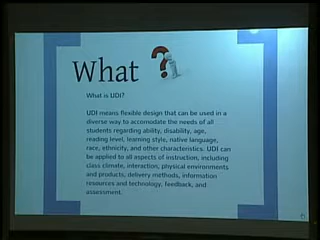 What
What is UDI?
UDI means flexible design that can be used in a
diverse way to accomodate the needs of all
students regarding ability, disability, age,
reading level, learning style, native language,
race, ethnicity, and other characteristics. UDI can
be applied to all aspects of instruction, including
class climate, interaction, physical environments
and products, delivery methods, information
resources and technology, feedback, and
assessment.